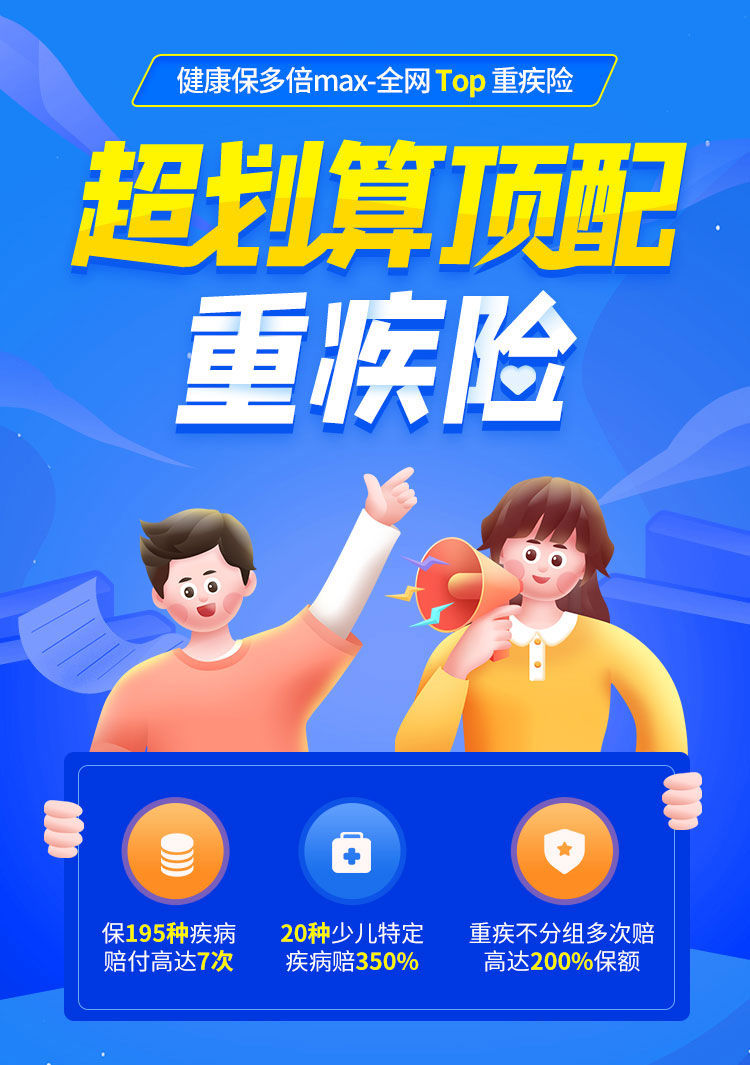 健康保多倍max-全网Top重疾险
超划算顶配
重疾险
保195种疾病
赔付高达7次
20种少儿特定
疾病赔350%
重疾不分组多次赔
高达200%保额